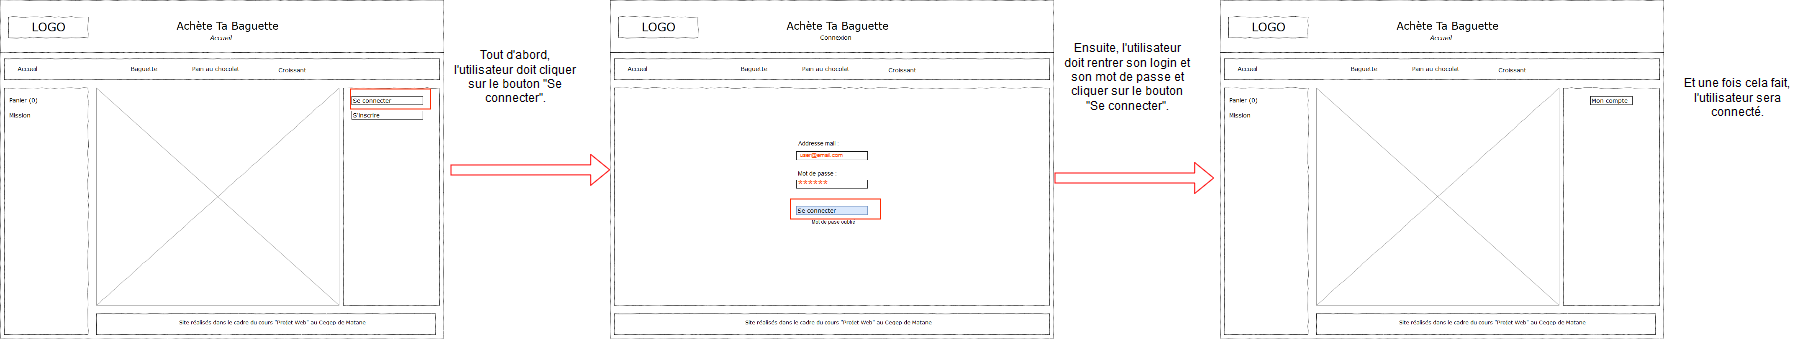 LOGO
Achète Ta Baguette
Accueil
Accueil
Baguette
Pain au chocolat
Croissant
Panier (0)
Mission
Se connecter
S'inscrire
Site réalisés dans le cadre du cours "Projet Web" au Cegep de Matane
Tout d'abord,
l'utilisateur doit cliquer
sur le bouton "Se
connecter".
LOGO
Achète Ta Baguette
Connexion
Accueil
Baguette
Pain au chocolat
Croissant
Addresse mail
user@email.com
Mot de passe :
******
Se connecter
Mot de passe oublié
Site réalisés dans le cadre du cours "Projet Web" au Cegep de Matane
Ensuite, l'utilisateur
doit rentrer son login et
son mot de passe et
cliquer sur le bouton
"Se connecter".
LOGO
Achète Ta Baguette
Accueil
Accueil
Baguette
Pain au chocolat
Croissant
Panier (0)
Mission
Mon compte
Site réalisés dans le cadre du cours "Projet Web" au Cegep de Matane
Et une fois cela fait,
l'utilisateur sera
connecté.